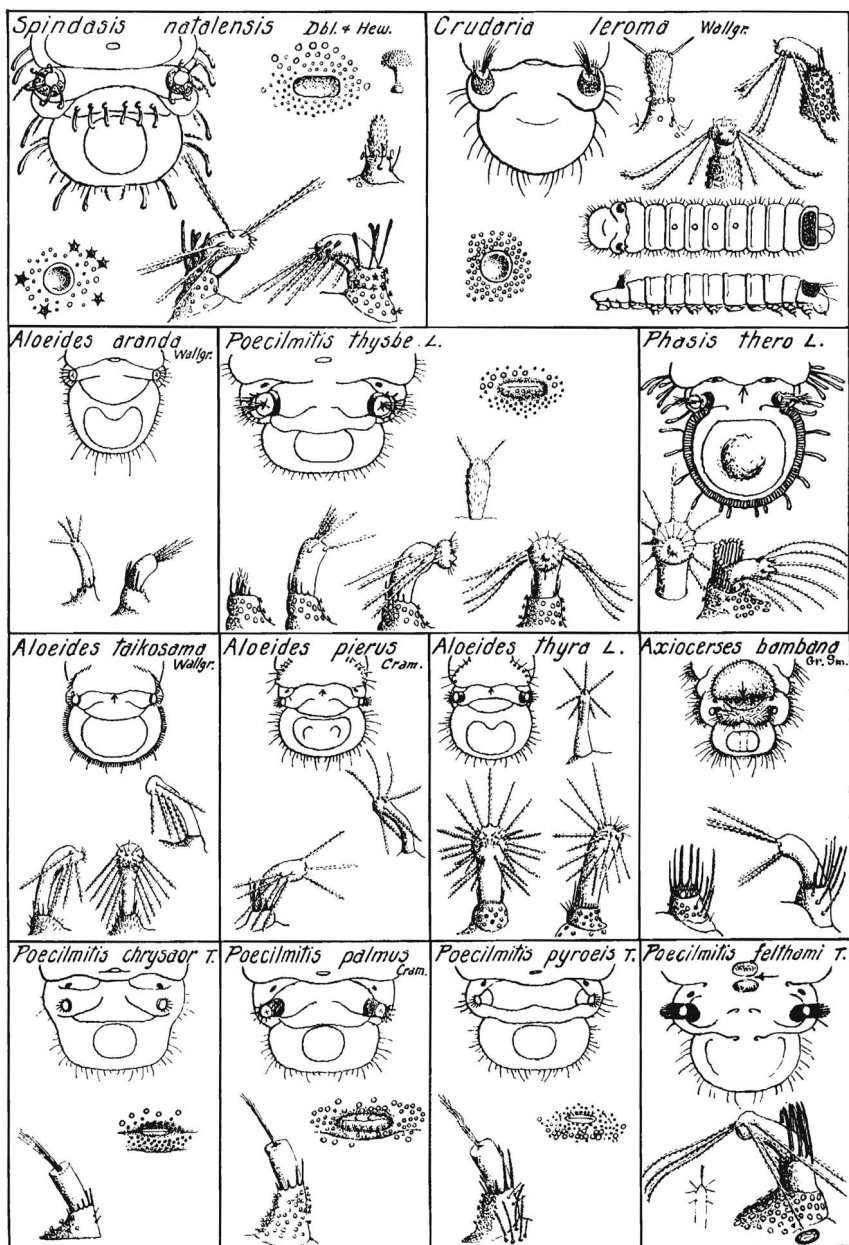 Spindasis natalensis Dbl. & Hew.
Crudaria leroma Wallgr.
Aloeides aranda
Wallgr.
Poecilmitis thysbe L.
Phasis thero L.
Aloeides taikosama
Wallgr.
Aloeides pierus
Cram.
Aloeides thyra L.
Axiocerses bambana
Gr. Sm.
Poecilmitis chrysaor T.
Poecilmitis palmus
Cram.
Poecilmitis pyroeis T.
Poecilmitis felthami T.